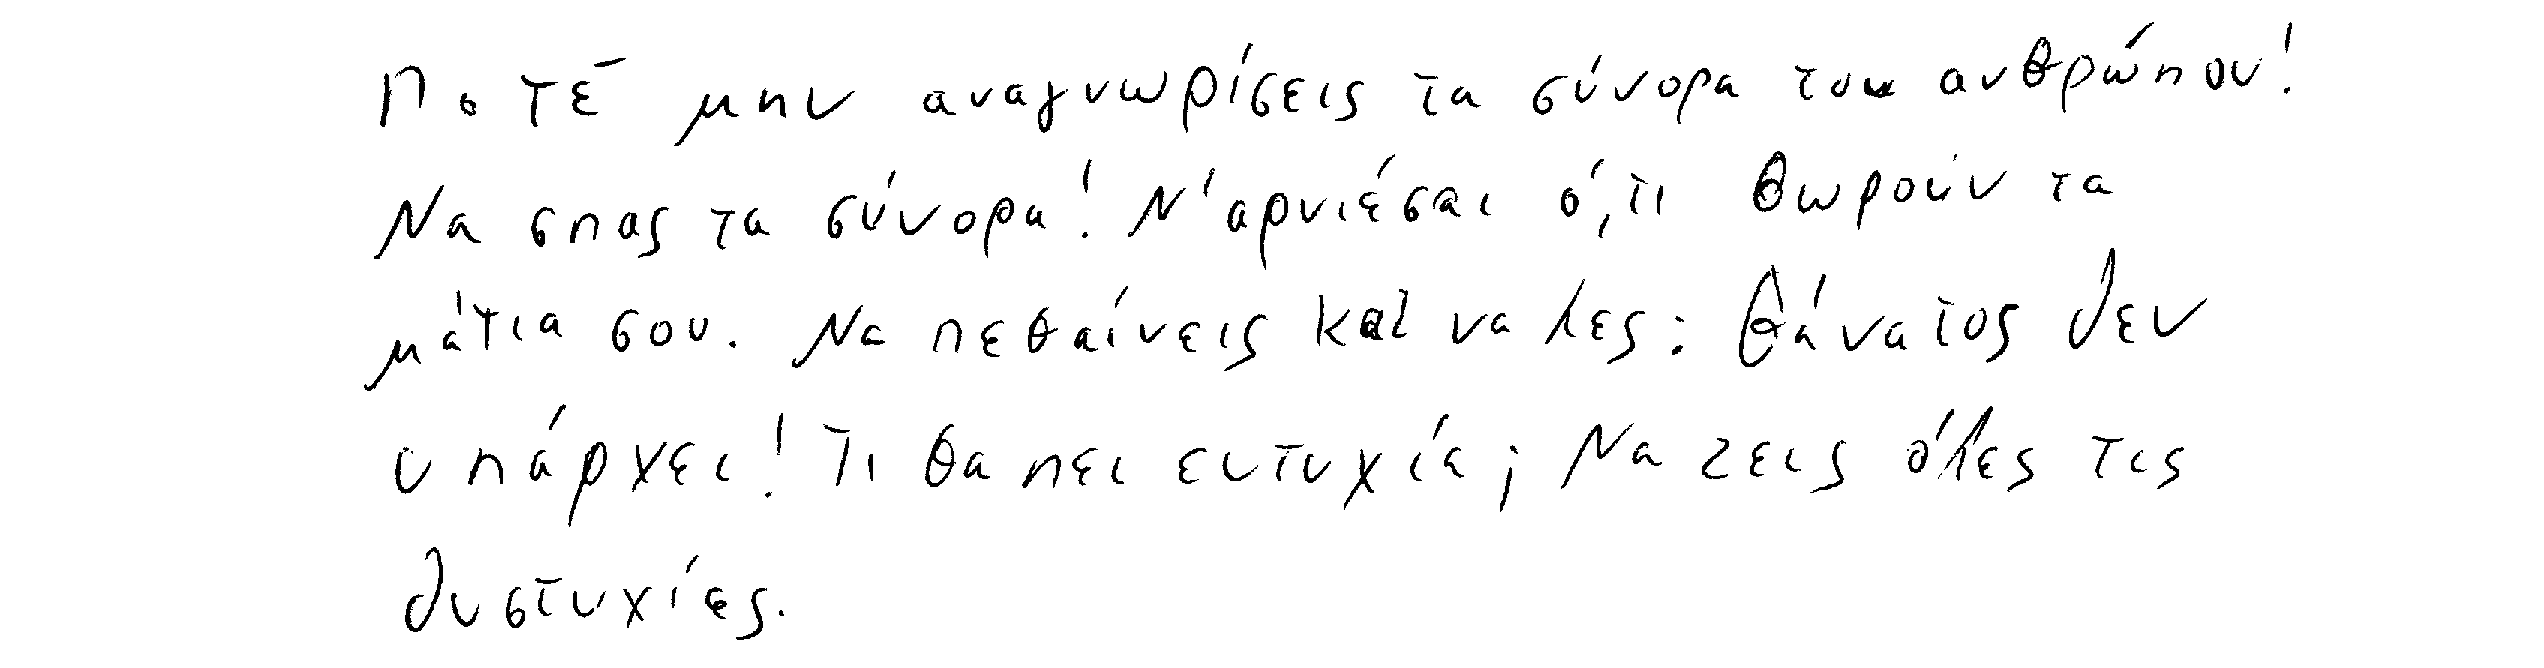 Ποτέ μην αναγνωρίσεις τα σύνορα του ανθρώπου!
Να σπας τα σύνορα! Ν'αρνιέσαι ό,τι θωρούν τα
μάτια σου. Να πεθαίνεις και να λες: Θάνατος δεν
υπάρχει! Τι θα πει ευτυχία; Να ζεις όλες τις
δυστυχίες.